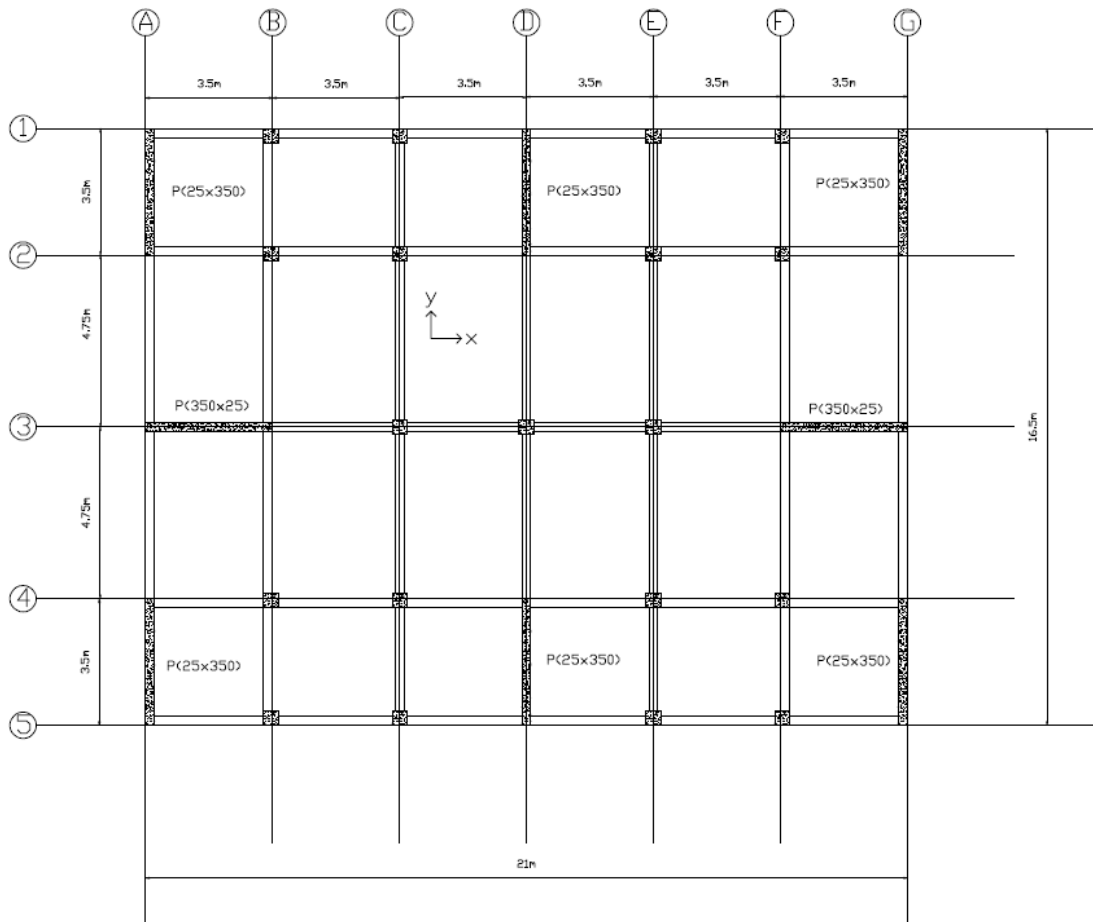 A B C D E F G
3.5m 3.5m 3.5m 3.5m 3.5m 3.5m
1
3.5m
P(25x350) P(25x350) P(25x350)
2
4.75m
y
x
P(350x25) P(350x25)
3
16.5m
4.75m
4
3.5m
P(25x350) P(25x350) P(25x350)
5
21m